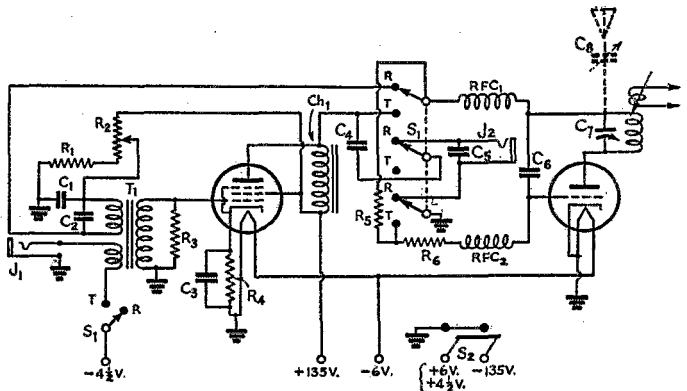 C8
R
RFC1
Ch1
R2
T
C7
R1
C4
R
S1
J2
C5
C6
T
C1
T1
R
C2
R5
T
R3
R6
RFC2
J1
C3
R4
T
R
S1
S2
-4½V.
+135V.
-6V.
+6V.
-135V.
+4½V.